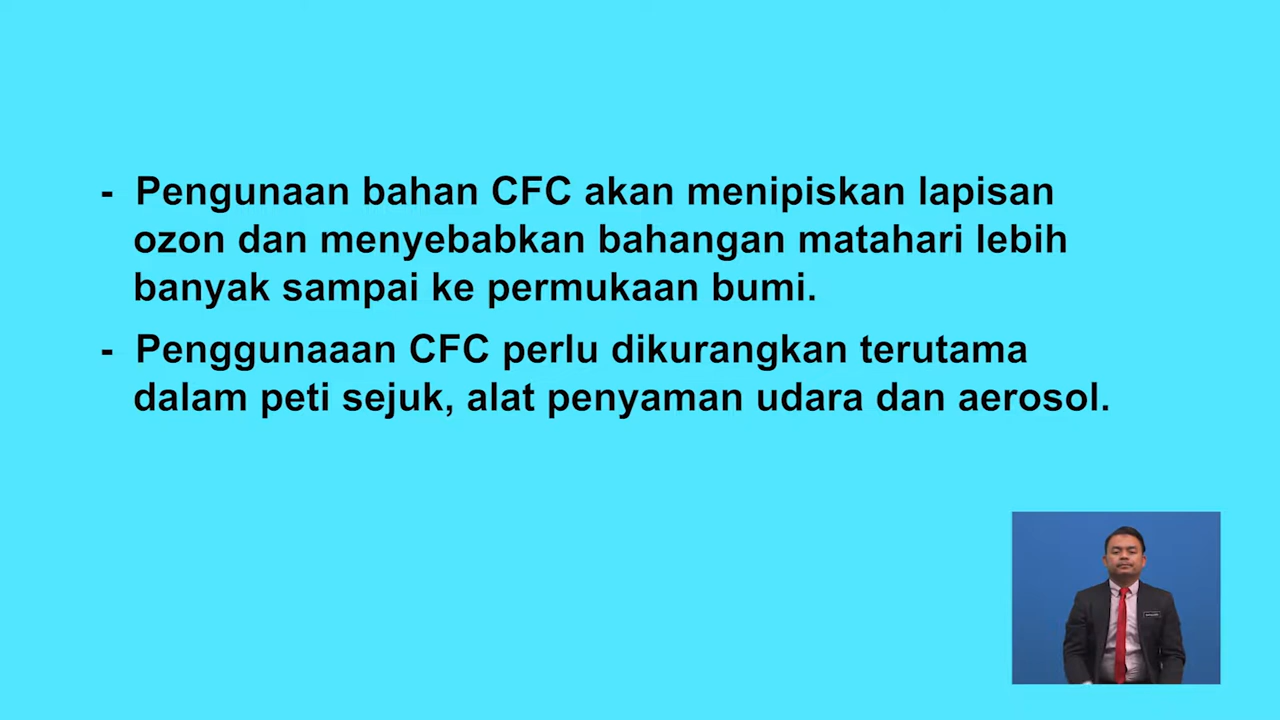 - Pengunaan bahan CFC akan menipiskan lapisan
ozon dan menyebabkan bahangan matahari lebih
banyak sampai ke permukaan bumi.
- Penggunaaan CFC perlu dikurangkan terutama
dalam peti sejuk, alat penyaman udara dan aerosol.